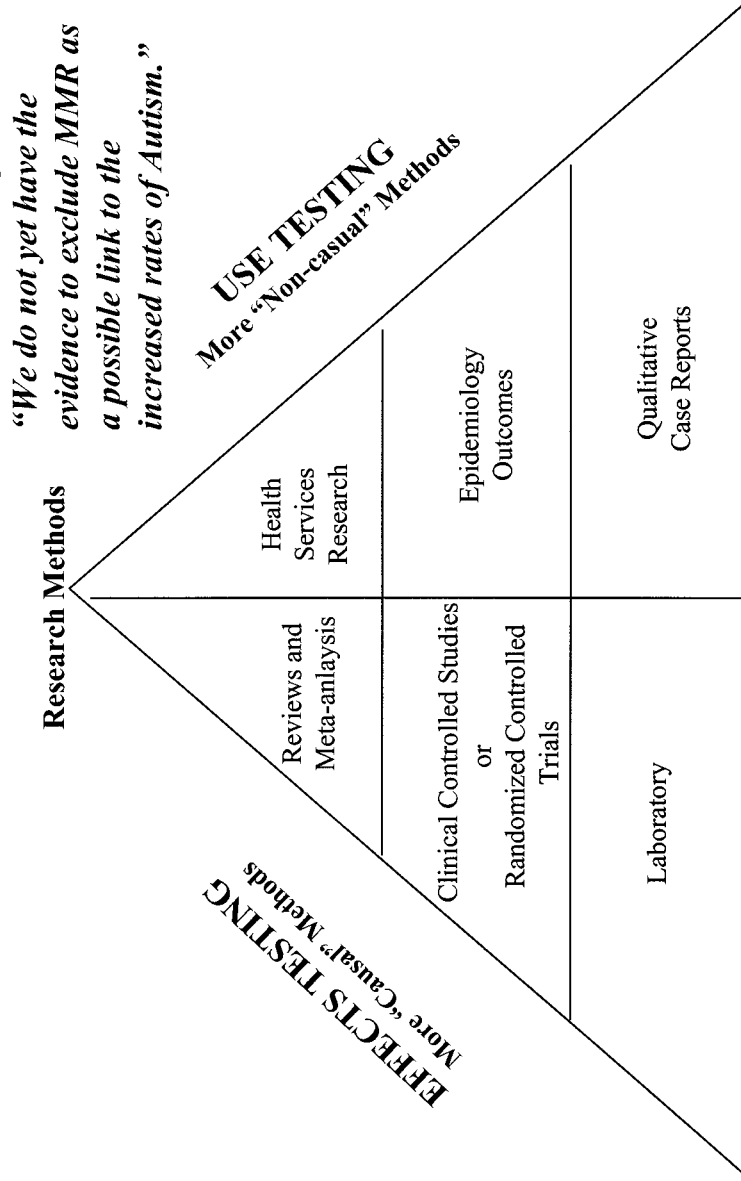 Research Methods
“We do not yet have the
evidence to exclude MMR as
a possible link to the
increased rates of Autism.”
EFFECTS TESTING
More “Causal” Methods
USE TESTING
More “Non-casual” Methods
Reviews and
Meta-anlaysis
Health
Services
Research
Clinical Controlled Studies
or
Randomized Controlled
Trials
Epidemiology
Outcomes
Laboratory
Qualitative
Case Reports